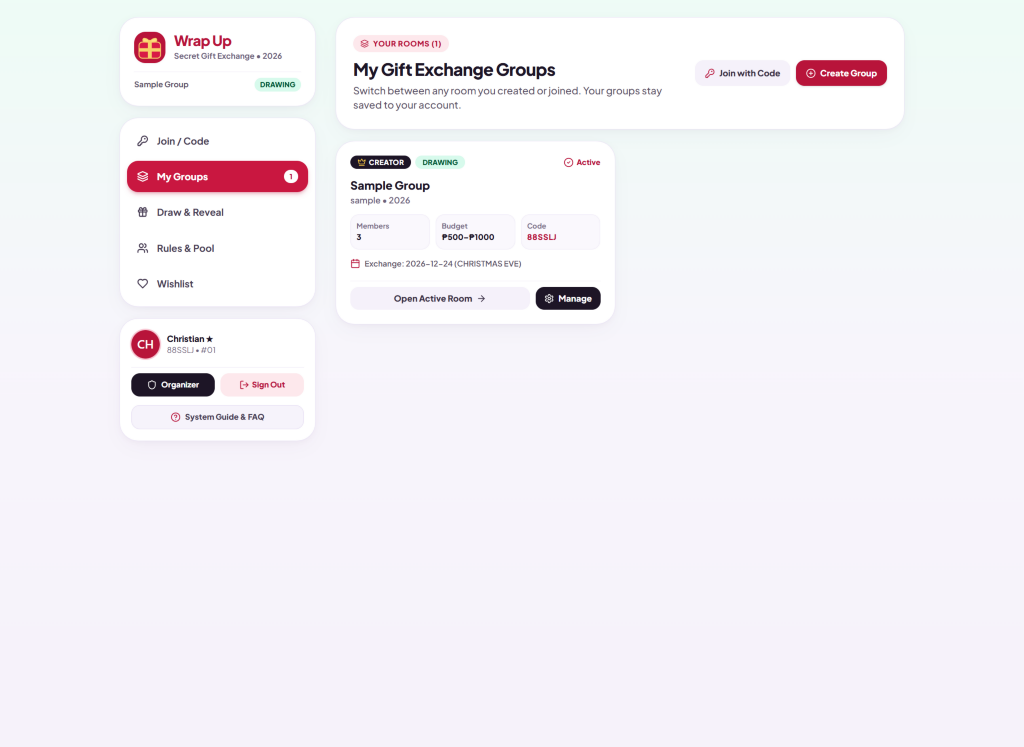 Wrap Up
Secret Gift Exchange • 2026
Sample Group
DRAWING
Join / Code
My Groups
1
Draw & Reveal
Rules & Pool
Wishlist
CH
Christian ★
88SSLJ • #01
Organizer
Sign Out
System Guide & FAQ
YOUR ROOMS (1)
My Gift Exchange Groups
Switch between any room you created or joined. Your groups stay
saved to your account.
Join with Code
Create Group
CREATOR
DRAWING
Active
Sample Group
sample • 2026
Members
3
Budget
₱500–₱1000
Code
88SSLJ
Exchange: 2026-12-24 (CHRISTMAS EVE)
Open Active Room →
Manage